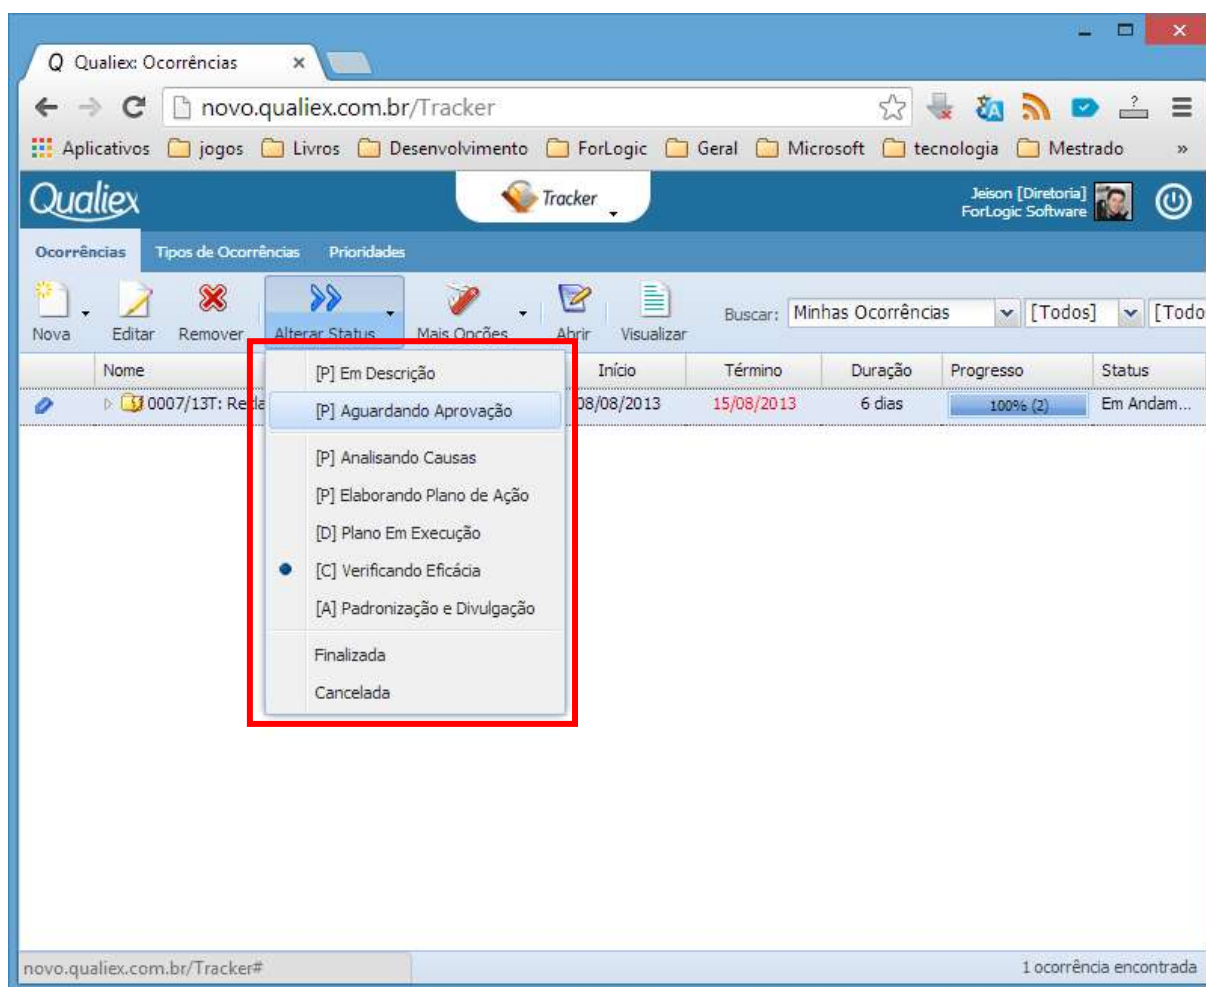 Q Qualiex: Ocorrências
novo.qualiex.com.br/Tracker
Aplicativos jogos Livros Desenvolvimento ForLogic Geral Microsoft tecnologia Mestrado »
Qualiex Tracker Jeison [Diretoria]
ForLogic Software
Ocorrências Tipos de Ocorrências Prioridades
Nova Editar Remover Alterar Status Mais Opções Abrir Visualizar Buscar: Minhas Ocorrências [Todos] [Todo
Nome Início Término Duração Progresso Status
0007/13T: 08/08/2013 15/08/2013 6 dias 100% (2) Em Andam...
[P] Em Descrição
[P] Aguardando Aprovação
[P] Analisando Causas
[P] Elaborando Plano de Ação
[D] Plano Em Execução
[C] Verificando Eficácia
[A] Padronização e Divulgação
Finalizada
Cancelada
novo.qualiex.com.br/Tracker# 1 ocorrência encontrada